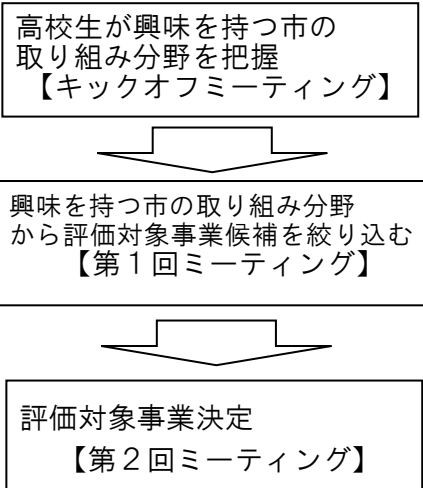 高校生が興味を持つ市の
取り組み分野を把握
【キックオフミーティング】
興味を持つ市の取り組み分野
から評価対象事業候補を絞り込む
【第１回ミーティング】
評価対象事業決定
【第２回ミーティング】